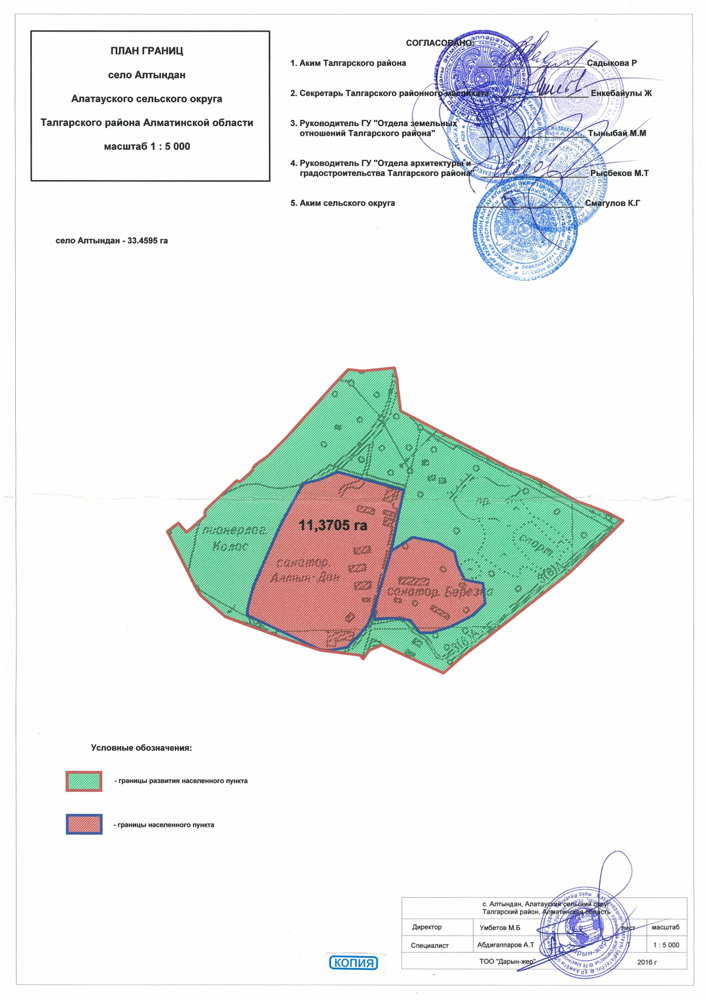 ПЛАН ГРАНИЦ
село Алтындан
Алатауского сельского округа
Талгарского района Алматинской области
масштаб 1 : 5 000
СОГЛАСОВАНО:
1. Аким Талгарского района Садыкова Р
2. Секретарь Талгарского районного маслихата Енкебайулы Ж
3. Руководитель ГУ "Отдела земельных
отношений Талгарского района" Тыныбай М.М
4. Руководитель ГУ "Отдела архитектуры и
градостроительства Талгарского района" Рысбеков М.Т
5. Аким сельского округа Смагулов К.Г
село Алтындан - 33.4595 га
пр.
11,3705 га
пионерлаг.
Колос
спорт.
санатор.
Алтын-Дан
санатор. Березка
Условные обозначения:
- границы развития населенного пункта
- границы населенного пункта
с. Алтындан, Алатауский сельский округ
Талгарский район, Алматинская область
Директор Умбетов М.Б лист масштаб
Специалист Абдигаппаров А.Т 1 1 : 5 000
ТОО "Дарын-жер" 2016 г
Дарын-жер
КОПИЯ